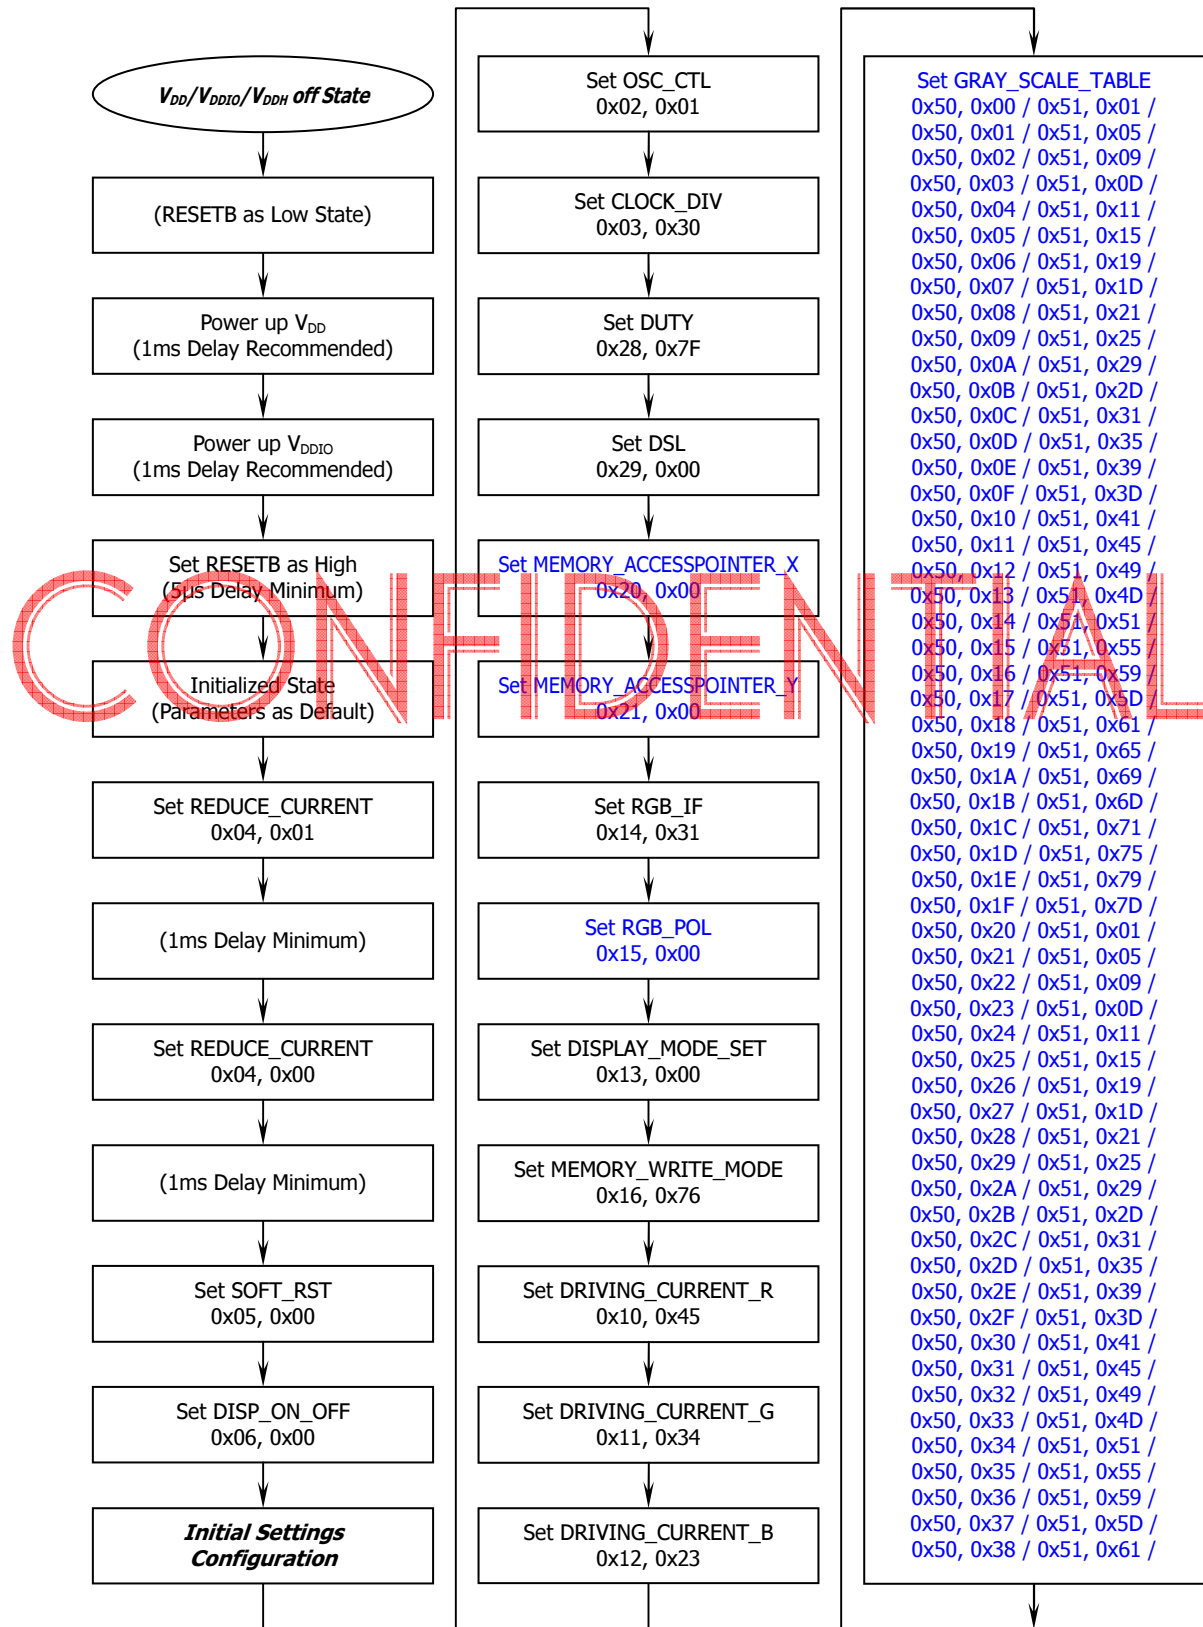 V_DD/V_DDIO/V_DDH off State
(RESETB as Low State)
Power up V_DD
(1ms Delay Recommended)
Power up V_DDIO
(1ms Delay Recommended)
Set RESETB as High
(5μs Delay Minimum)
Initialized State
(Parameters as Default)
Set REDUCE_CURRENT
0x04, 0x01
(1ms Delay Minimum)
Set REDUCE_CURRENT
0x04, 0x00
(1ms Delay Minimum)
Set SOFT_RST
0x05, 0x00
Set DISP_ON_OFF
0x06, 0x00
Initial Settings
Configuration
Set OSC_CTL
0x02, 0x01
Set CLOCK_DIV
0x03, 0x30
Set DUTY
0x28, 0x7F
Set DSL
0x29, 0x00
Set MEMORY_ACCESSPOINTER_X
0x20, 0x00
Set MEMORY_ACCESSPOINTER_Y
0x21, 0x00
Set RGB_IF
0x14, 0x31
Set RGB_POL
0x15, 0x00
Set DISPLAY_MODE_SET
0x13, 0x00
Set MEMORY_WRITE_MODE
0x16, 0x76
Set DRIVING_CURRENT_R
0x10, 0x45
Set DRIVING_CURRENT_G
0x11, 0x34
Set DRIVING_CURRENT_B
0x12, 0x23
Set GRAY_SCALE_TABLE
0x50, 0x00 / 0x51, 0x01 /
0x50, 0x01 / 0x51, 0x05 /
0x50, 0x02 / 0x51, 0x09 /
0x50, 0x03 / 0x51, 0x0D /
0x50, 0x04 / 0x51, 0x11 /
0x50, 0x05 / 0x51, 0x15 /
0x50, 0x06 / 0x51, 0x19 /
0x50, 0x07 / 0x51, 0x1D /
0x50, 0x08 / 0x51, 0x21 /
0x50, 0x09 / 0x51, 0x25 /
0x50, 0x0A / 0x51, 0x29 /
0x50, 0x0B / 0x51, 0x2D /
0x50, 0x0C / 0x51, 0x31 /
0x50, 0x0D / 0x51, 0x35 /
0x50, 0x0E / 0x51, 0x39 /
0x50, 0x0F / 0x51, 0x3D /
0x50, 0x10 / 0x51, 0x41 /
0x50, 0x11 / 0x51, 0x45 /
0x50, 0x12 / 0x51, 0x49 /
0x50, 0x13 / 0x51, 0x4D /
0x50, 0x14 / 0x51, 0x51 /
0x50, 0x15 / 0x51, 0x55 /
0x50, 0x16 / 0x51, 0x59 /
0x50, 0x17 / 0x51, 0x5D /
0x50, 0x18 / 0x51, 0x61 /
0x50, 0x19 / 0x51, 0x65 /
0x50, 0x1A / 0x51, 0x69 /
0x50, 0x1B / 0x51, 0x6D /
0x50, 0x1C / 0x51, 0x71 /
0x50, 0x1D / 0x51, 0x75 /
0x50, 0x1E / 0x51, 0x79 /
0x50, 0x1F / 0x51, 0x7D /
0x50, 0x20 / 0x51, 0x01 /
0x50, 0x21 / 0x51, 0x05 /
0x50, 0x22 / 0x51, 0x09 /
0x50, 0x23 / 0x51, 0x0D /
0x50, 0x24 / 0x51, 0x11 /
0x50, 0x25 / 0x51, 0x15 /
0x50, 0x26 / 0x51, 0x19 /
0x50, 0x27 / 0x51, 0x1D /
0x50, 0x28 / 0x51, 0x21 /
0x50, 0x29 / 0x51, 0x25 /
0x50, 0x2A / 0x51, 0x29 /
0x50, 0x2B / 0x51, 0x2D /
0x50, 0x2C / 0x51, 0x31 /
0x50, 0x2D / 0x51, 0x35 /
0x50, 0x2E / 0x51, 0x39 /
0x50, 0x2F / 0x51, 0x3D /
0x50, 0x30 / 0x51, 0x41 /
0x50, 0x31 / 0x51, 0x45 /
0x50, 0x32 / 0x51, 0x49 /
0x50, 0x33 / 0x51, 0x4D /
0x50, 0x34 / 0x51, 0x51 /
0x50, 0x35 / 0x51, 0x55 /
0x50, 0x36 / 0x51, 0x59 /
0x50, 0x37 / 0x51, 0x5D /
0x50, 0x38 / 0x51, 0x61 /
CONFIDENTIAL